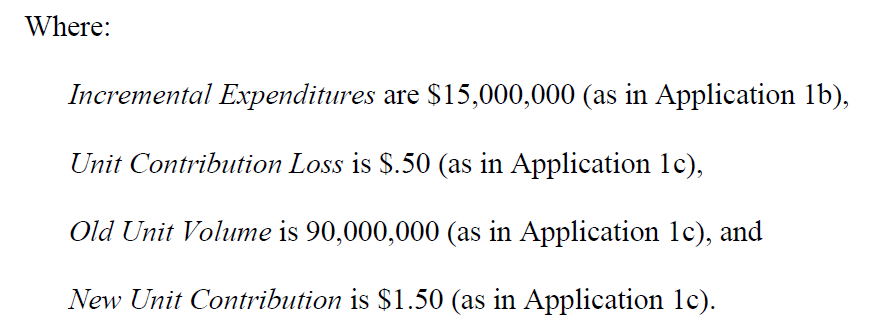 Where:
Incremental Expenditures are $15,000,000 (as in Application 1b),
Unit Contribution Loss is $.50 (as in Application 1c),
Old Unit Volume is 90,000,000 (as in Application 1c), and
New Unit Contribution is $1.50 (as in Application 1c).